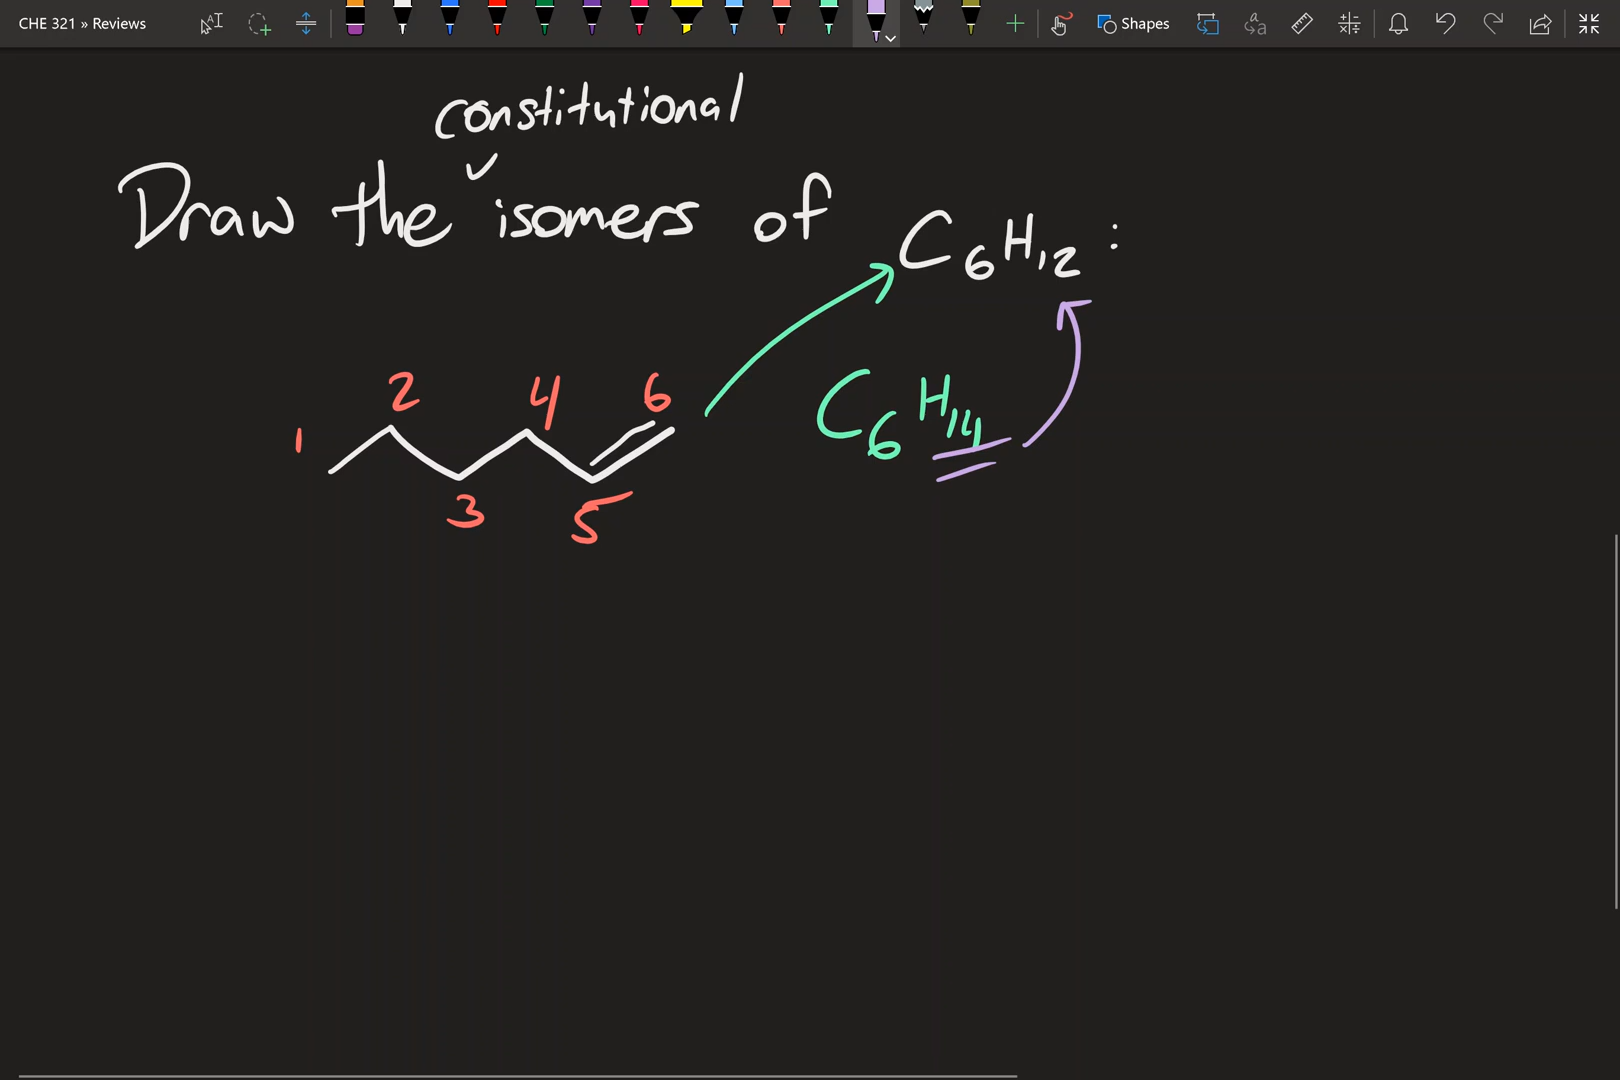 CHE 321 » Reviews
Shapes
constitutional
Draw the isomers of C₆H₁₂ :
2 4 6 C₆H₁₄
1
3 5